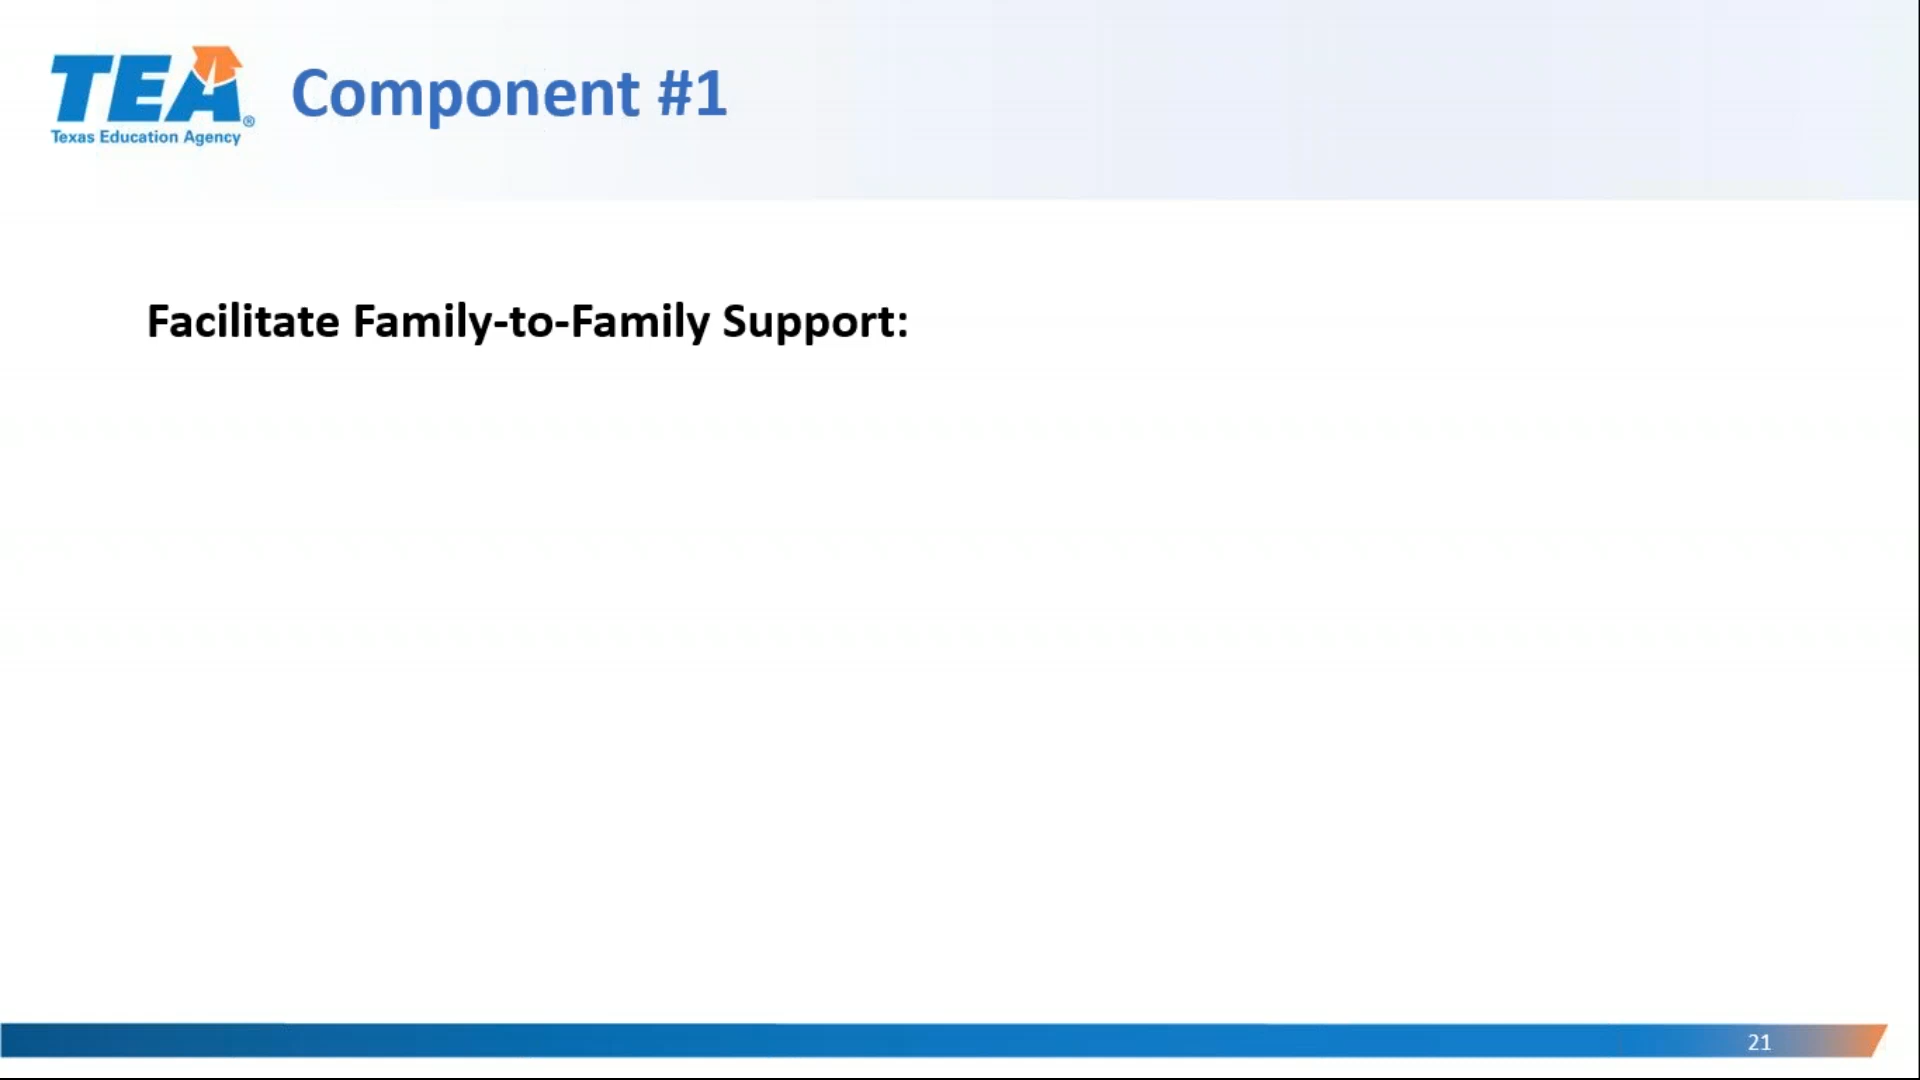 TEA®
Texas Education Agency
Component #1
Facilitate Family-to-Family Support:
21